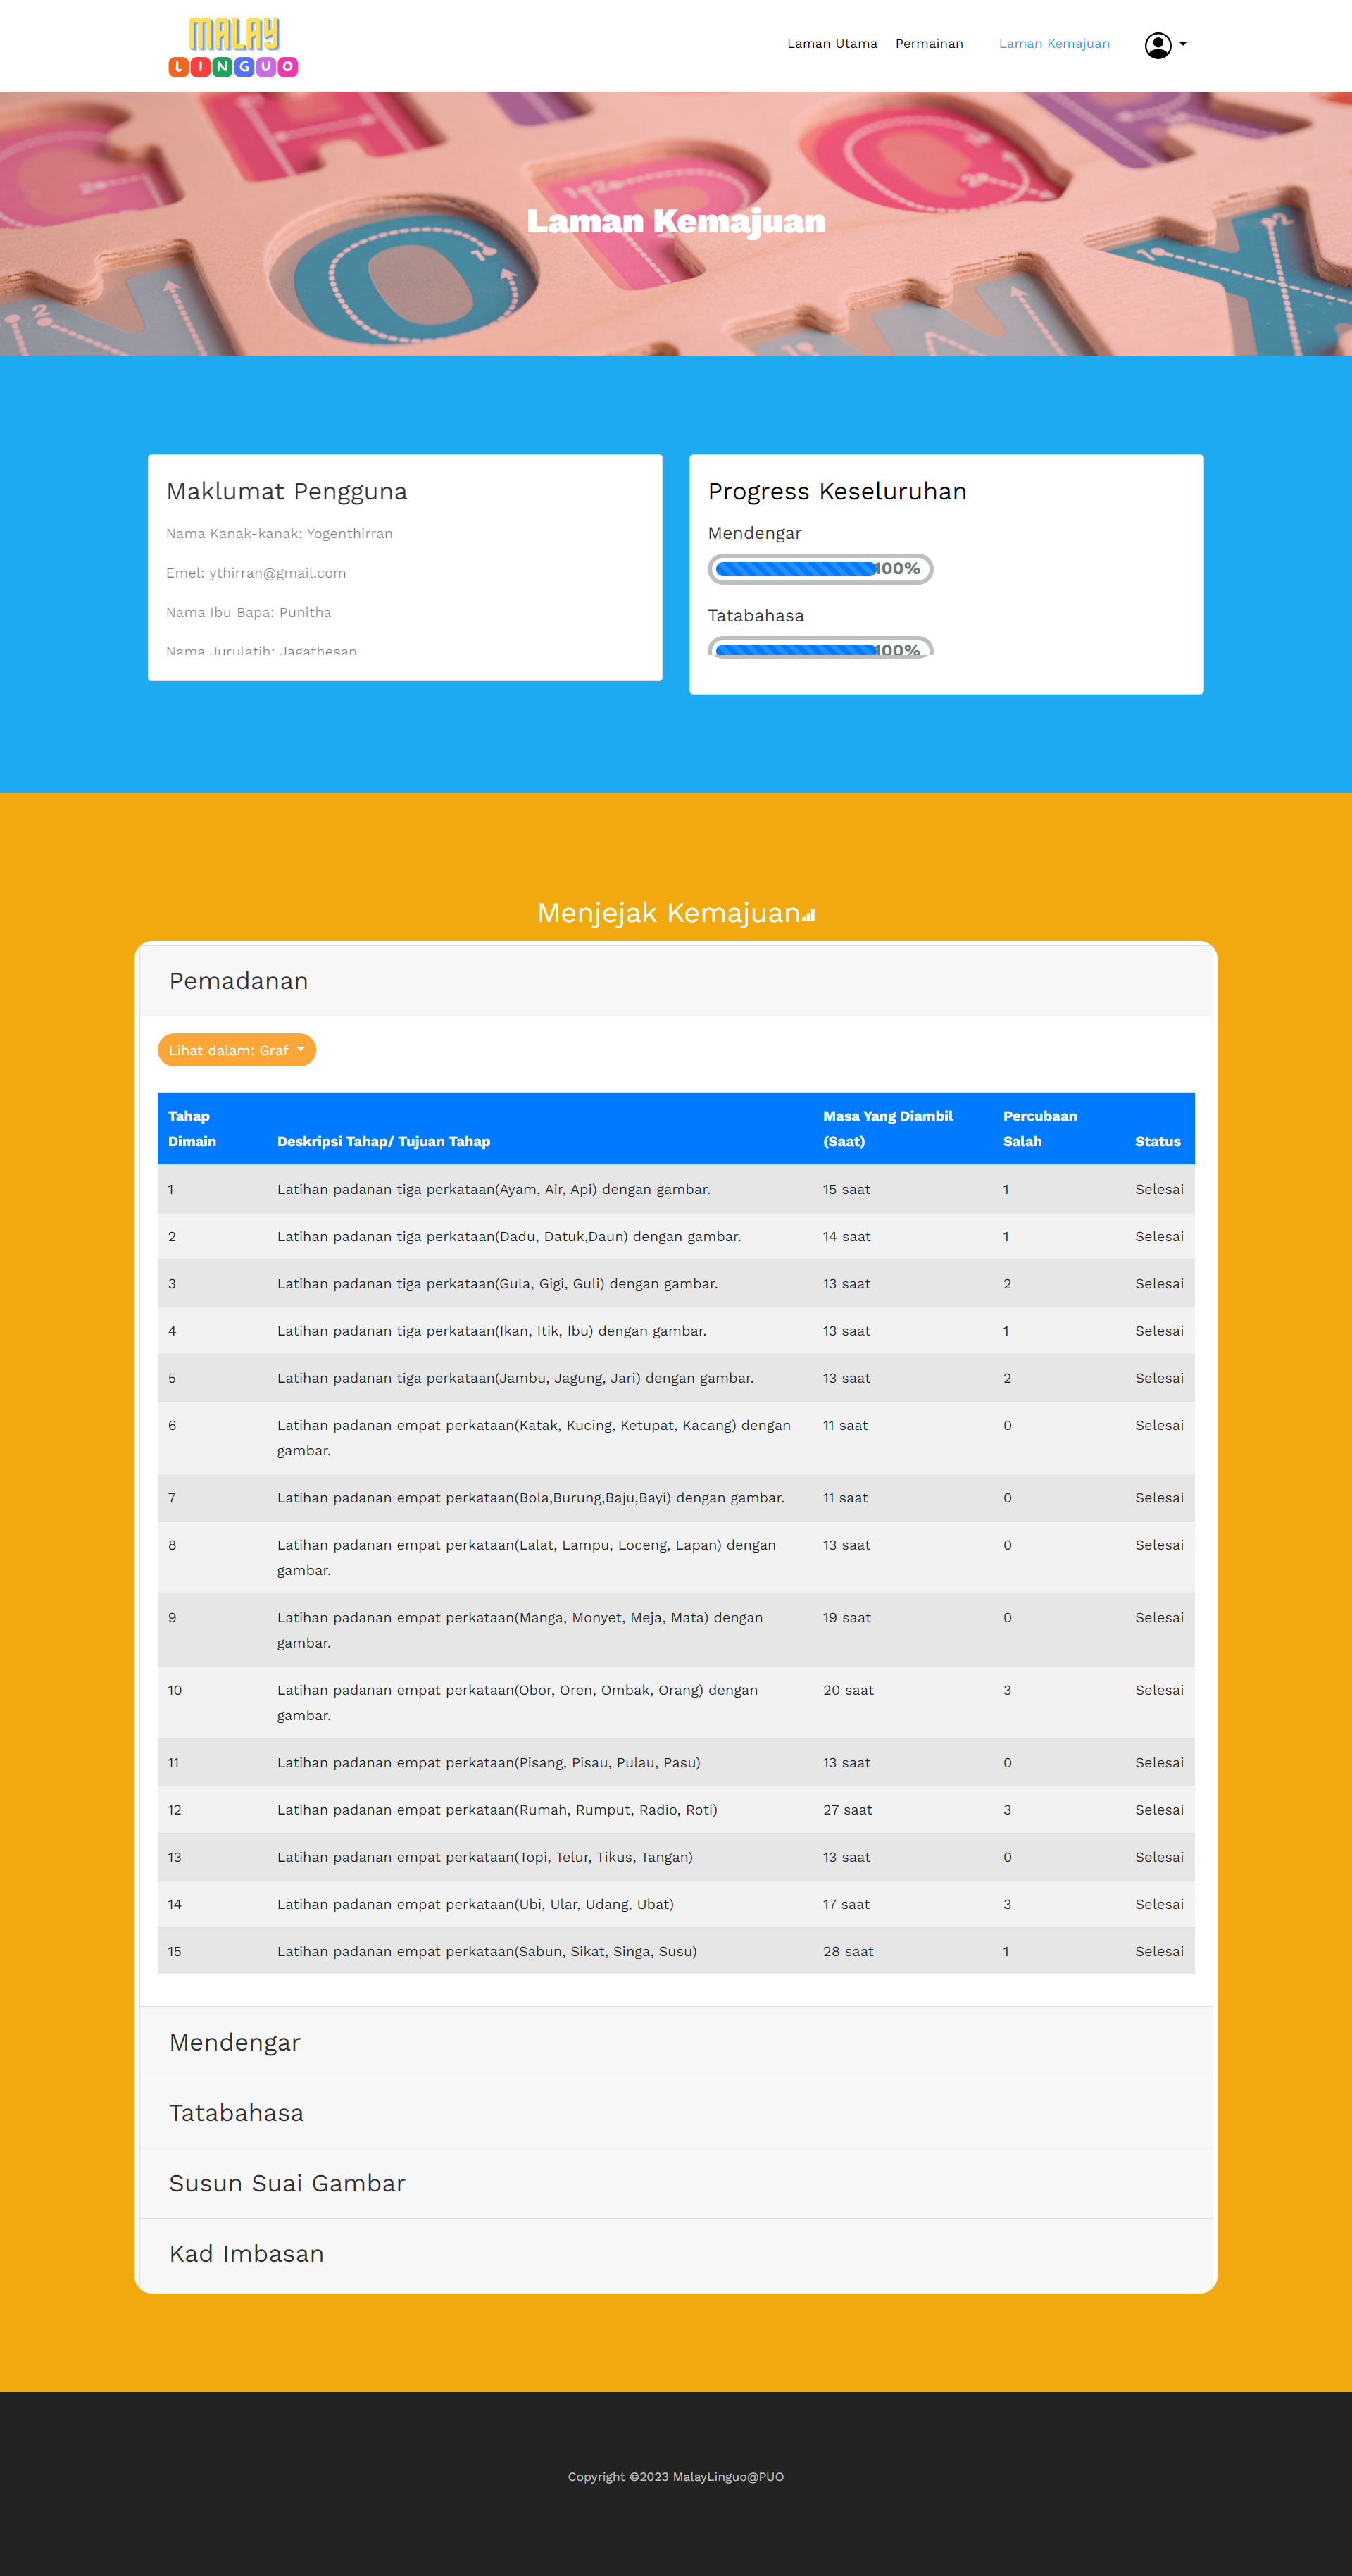 MALAY
LINGUO
Laman Utama Permainan Laman Kemajuan
Laman Kemajuan
Maklumat Pengguna
Nama Kanak-kanak: Yogenthirran
Emel: ythirran@gmail.com
Nama Ibu Bapa: Punitha
Nama Jurulatih: Jagathesan
Progress Keseluruhan
Mendengar
100%
Tatabahasa
100%
Menjejak Kemajuan
Pemadanan
Lihat dalam: Graf
Tahap Dimain Deskripsi Tahap/ Tujuan Tahap Masa Yang Diambil (Saat) Percubaan Salah Status
1 Latihan padanan tiga perkataan(Ayam, Air, Api) dengan gambar. 15 saat 1 Selesai
2 Latihan padanan tiga perkataan(Dadu, Datuk,Daun) dengan gambar. 14 saat 1 Selesai
3 Latihan padanan tiga perkataan(Gula, Gigi, Guli) dengan gambar. 13 saat 2 Selesai
4 Latihan padanan tiga perkataan(Ikan, Itik, Ibu) dengan gambar. 13 saat 1 Selesai
5 Latihan padanan tiga perkataan(Jambu, Jagung, Jari) dengan gambar. 13 saat 2 Selesai
6 Latihan padanan empat perkataan(Katak, Kucing, Ketupat, Kacang) dengan 11 saat 0 Selesai
gambar.
7 Latihan padanan empat perkataan(Bola,Burung,Baju,Bayi) dengan gambar. 11 saat 0 Selesai
8 Latihan padanan empat perkataan(Lalat, Lampu, Loceng, Lapan) dengan 13 saat 0 Selesai
gambar.
9 Latihan padanan empat perkataan(Manga, Monyet, Meja, Mata) dengan 19 saat 0 Selesai
gambar.
10 Latihan padanan empat perkataan(Obor, Oren, Ombak, Orang) dengan 20 saat 3 Selesai
gambar.
11 Latihan padanan empat perkataan(Pisang, Pisau, Pulau, Pasu) 13 saat 0 Selesai
12 Latihan padanan empat perkataan(Rumah, Rumput, Radio, Roti) 27 saat 3 Selesai
13 Latihan padanan empat perkataan(Topi, Telur, Tikus, Tangan) 13 saat 0 Selesai
14 Latihan padanan empat perkataan(Ubi, Ular, Udang, Ubat) 17 saat 3 Selesai
15 Latihan padanan empat perkataan(Sabun, Sikat, Singa, Susu) 28 saat 1 Selesai
Mendengar
Tatabahasa
Susun Suai Gambar
Kad Imbasan
Copyright ©2023 MalayLinguo@PUO